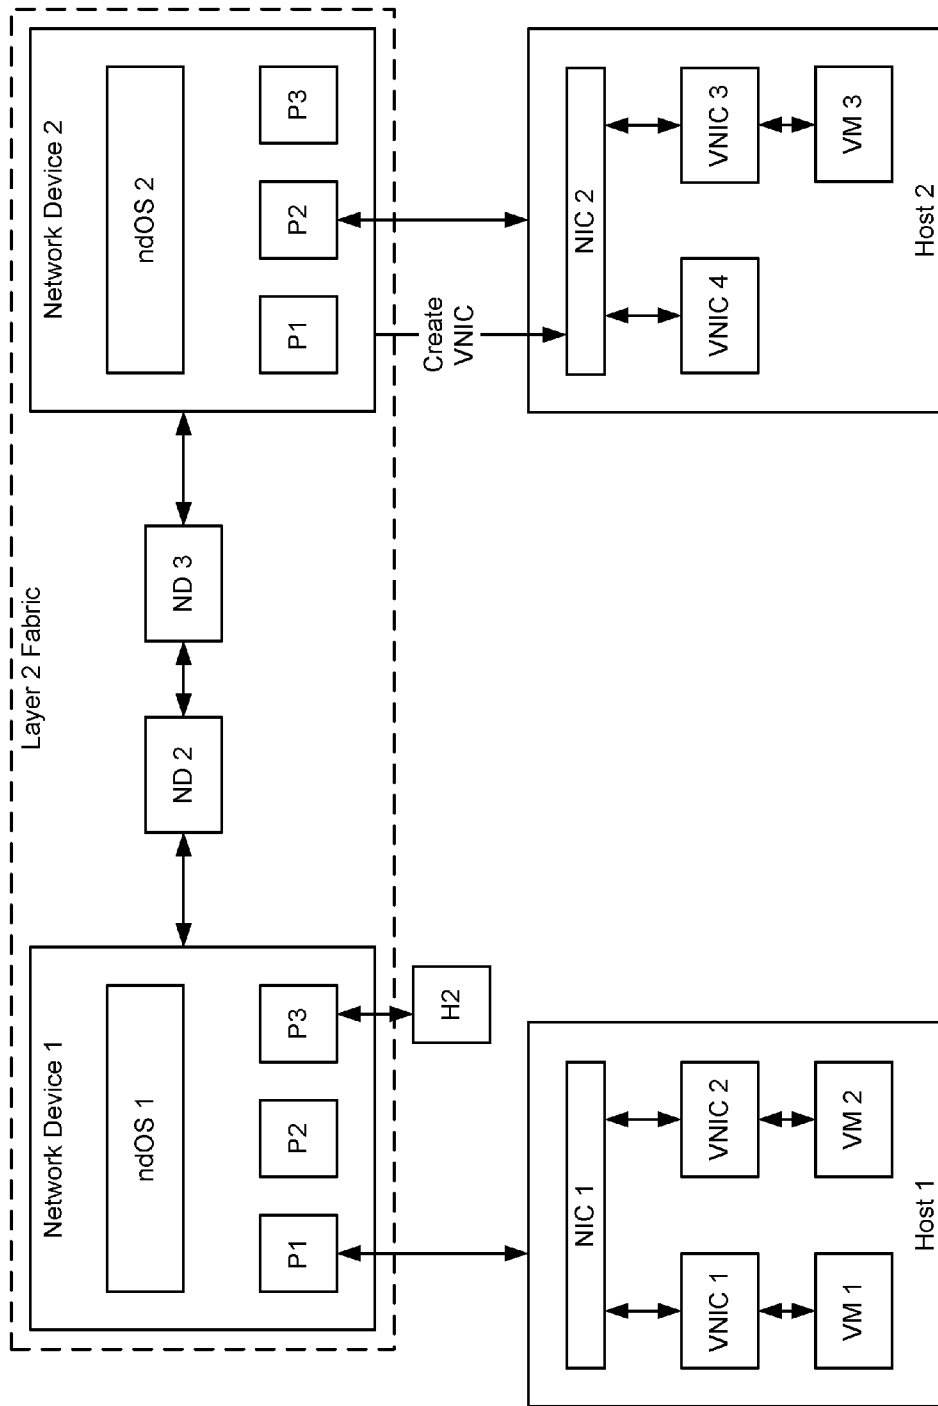 Layer 2 Fabric
Network Device 1
ndOS 1
P1
P2
P3
ND 2
ND 3
Network Device 2
ndOS 2
P1
P2
P3
H2
Create
VNIC
NIC 1
VNIC 1
VNIC 2
VM 1
VM 2
Host 1
NIC 2
VNIC 4
VNIC 3
VM 3
Host 2